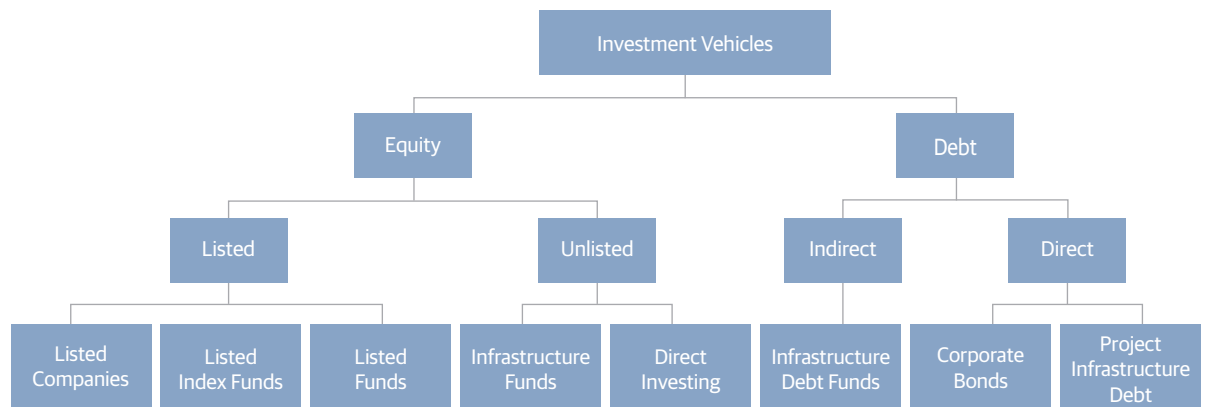 Investment Vehicles
Equity
Debt
Listed
Unlisted
Indirect
Direct
Listed
Companies
Listed
Index Funds
Listed
Funds
Infrastructure
Funds
Direct
Investing
Infrastructure
Debt Funds
Corporate
Bonds
Project
Infrastructure
Debt